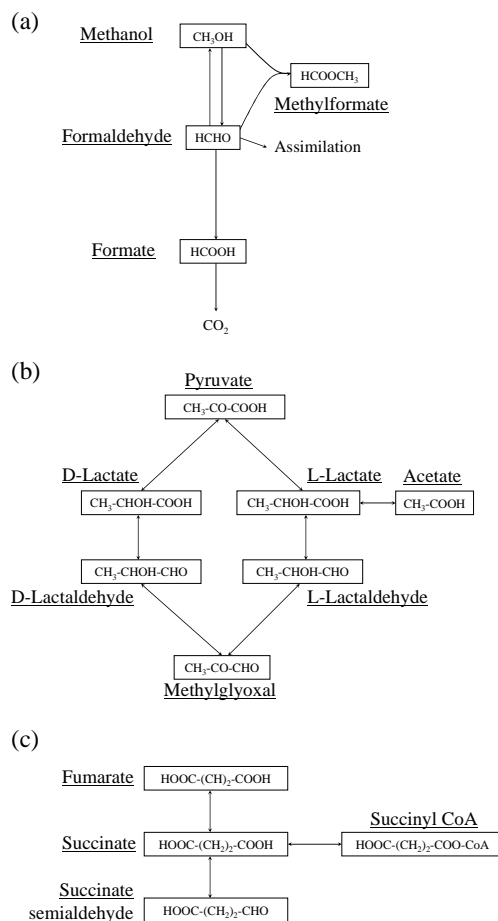 (a)
Methanol
CH₃OH
HCOOCH₃
Methylformate
Formaldehyde
HCHO
Assimilation
Formate
HCOOH
CO₂
(b)
Pyruvate
CH₃-CO-COOH
D-Lactate
L-Lactate
Acetate
CH₃-CHOH-COOH
CH₃-CHOH-COOH
CH₃-COOH
CH₃-CHOH-CHO
CH₃-CHOH-CHO
D-Lactaldehyde
L-Lactaldehyde
CH₃-CO-CHO
Methylglyoxal
(c)
Fumarate
HOOC-(CH)₂-COOH
Succinyl CoA
Succinate
HOOC-(CH₂)₂-COOH
HOOC-(CH₂)₂-COO-CoA
Succinate
semialdehyde
HOOC-(CH₂)₂-CHO